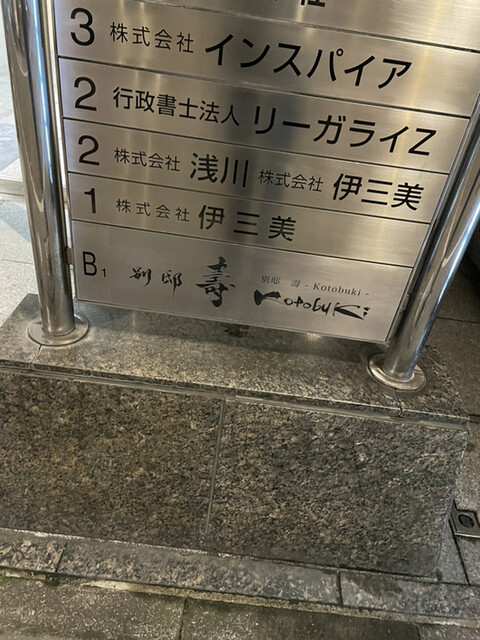 3 株式会社 インスパイア
2 行政書士法人 リーガライZ
2 株式会社 浅川 株式会社 伊三美
1 株式会社 伊三美
B1 別邸 壽 別邸 壽 - Kotobuki -
Kotobuki